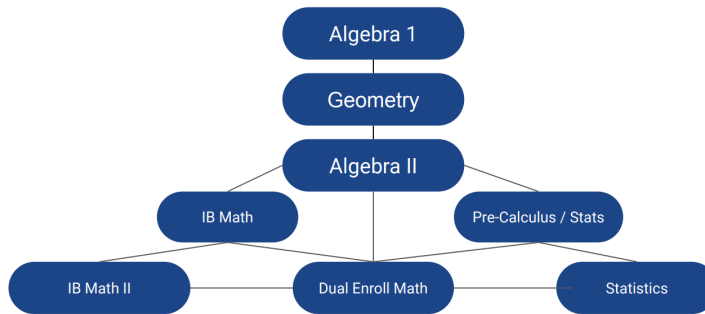 Algebra 1
Geometry
Algebra II
IB Math
Pre-Calculus / Stats
IB Math II
Dual Enroll Math
Statistics